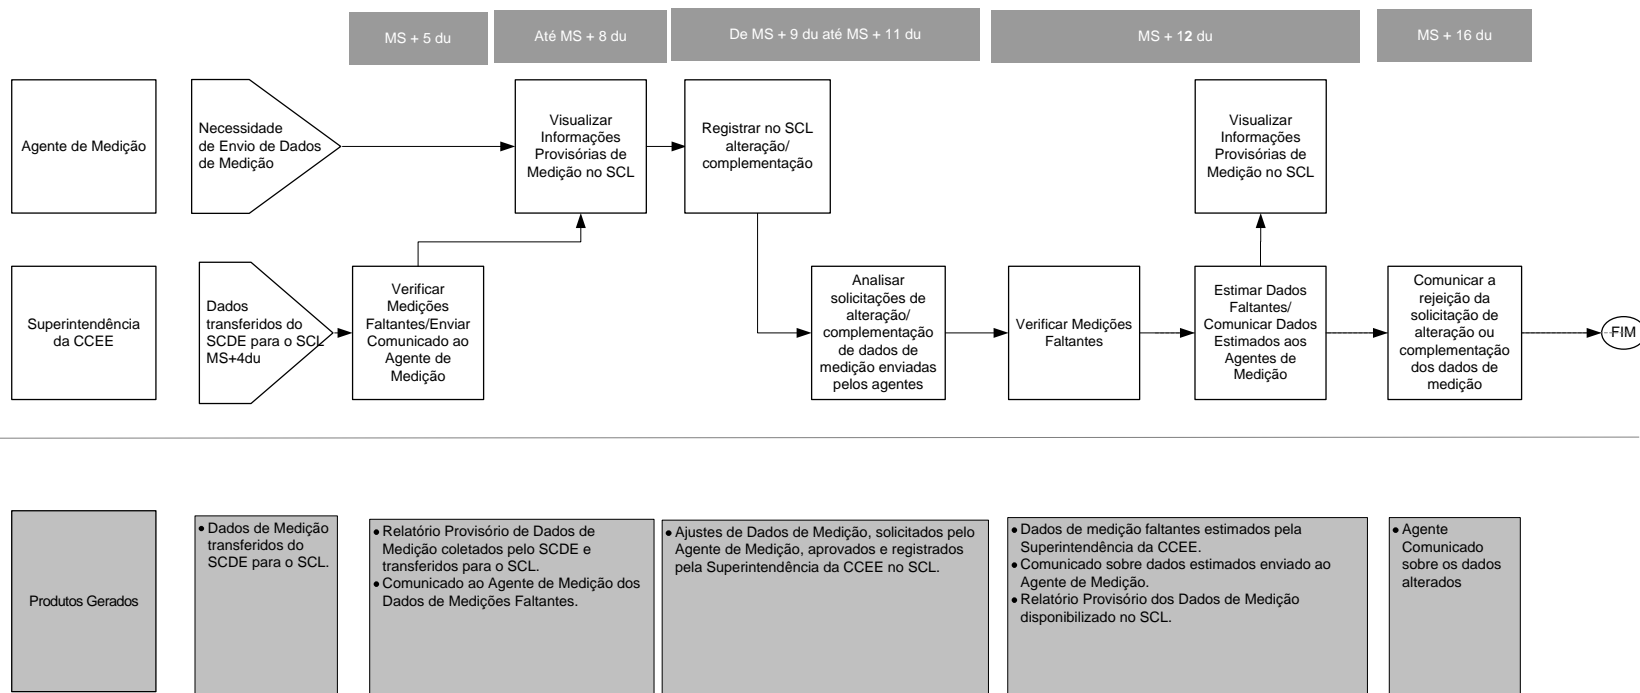 MS + 5 du
Até MS + 8 du
De MS + 9 du até MS + 11 du
MS + 12 du
MS + 16 du
Agente de Medição
Necessidade
de Envio de Dados
de Medição
Visualizar
Informações
Provisórias de
Medição no SCL
Registrar no SCL
alteração/
complementação
Visualizar
Informações
Provisórias de
Medição no SCL
Superintendência
da CCEE
Dados
transferidos do
SCDE para o SCL
MS+4du
Verificar
Medições
Faltantes/Enviar
Comunicado ao
Agente de
Medição
Analisar
solicitações de
alteração/
complementação
de dados de
medição enviadas
pelos agentes
Verificar Medições
Faltantes
Estimar Dados
Faltantes/
Comunicar Dados
Estimados aos
Agentes de
Medição
Comunicar a
rejeição da
solicitação de
alteração ou
complementação
dos dados de
medição
FIM
Produtos Gerados
• Dados de Medição
transferidos do
SCDE para o SCL.
• Relatório Provisório de Dados de
Medição coletados pelo SCDE e
transferidos para o SCL.
• Comunicado ao Agente de Medição dos
Dados de Medições Faltantes.
• Ajustes de Dados de Medição, solicitados pelo
Agente de Medição, aprovados e registrados
pela Superintendência da CCEE no SCL.
• Dados de medição faltantes estimados pela
Superintendência da CCEE.
• Comunicado sobre dados estimados enviado ao
Agente de Medição.
• Relatório Provisório dos Dados de Medição
disponibilizado no SCL.
• Agente
Comunicado
sobre os dados
alterados